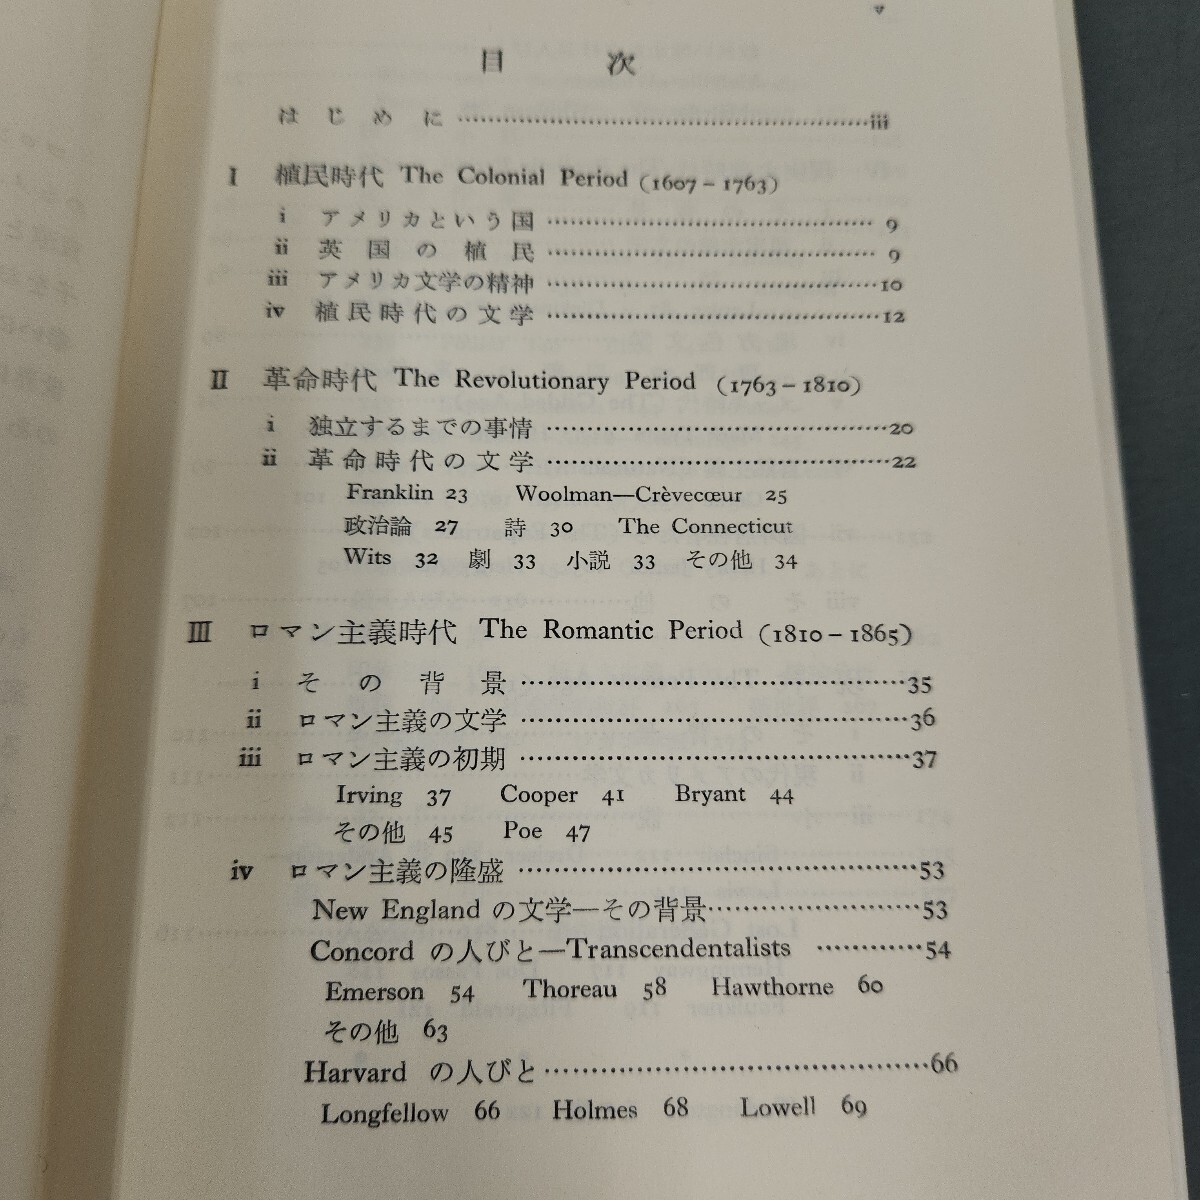 v
目次
はじめに……………………………………………iii
I 植民時代 The Colonial Period (1607-1763)
i アメリカという国……………………………………9
ii 英国の植民……………………………………9
iii アメリカ文学の精神……………………………………10
iv 植民時代の文学……………………………………12
II 革命時代 The Revolutionary Period (1763-1810)
i 独立するまでの事情……………………………………20
ii 革命時代の文学……………………………………22
Franklin 23 Woolman—Crèvecœur 25
政治論 27 詩 30 The Connecticut
Wits 32 劇 33 小説 33 その他 34
III ロマン主義時代 The Romantic Period (1810-1865)
i その背景……………………………………35
ii ロマン主義の文学……………………………………36
iii ロマン主義の初期……………………………………37
Irving 37 Cooper 41 Bryant 44
その他 45 Poe 47
iv ロマン主義の隆盛……………………………………53
New England の文学—その背景……………………53
Concord の人びと—Transcendentalists …………54
Emerson 54 Thoreau 58 Hawthorne 60
その他 63
Harvard の人びと……………………………………66
Longfellow 66 Holmes 68 Lowell 69